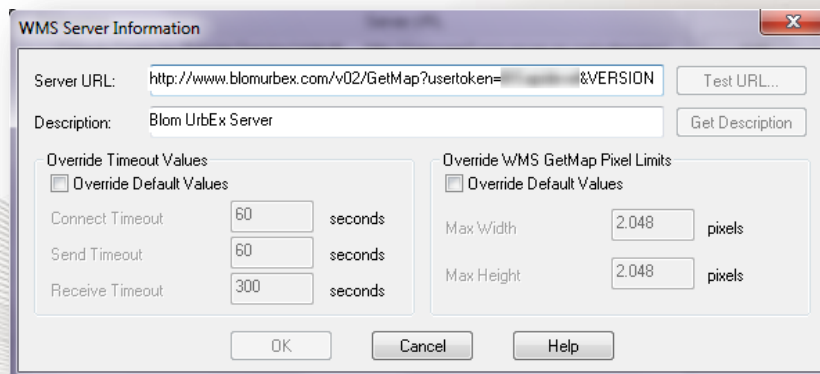 WMS Server Information
Server URL: http://www.blomurbex.com/v02/GetMap?usertoken= &VERSION Test URL...
Description: Blom UrbEx Server Get Description
Override Timeout Values Override WMS GetMap Pixel Limits
Override Default Values Override Default Values
Connect Timeout 60 seconds Max Width 2.048 pixels
Send Timeout 60 seconds Max Height 2.048 pixels
Receive Timeout 300 seconds
OK Cancel Help